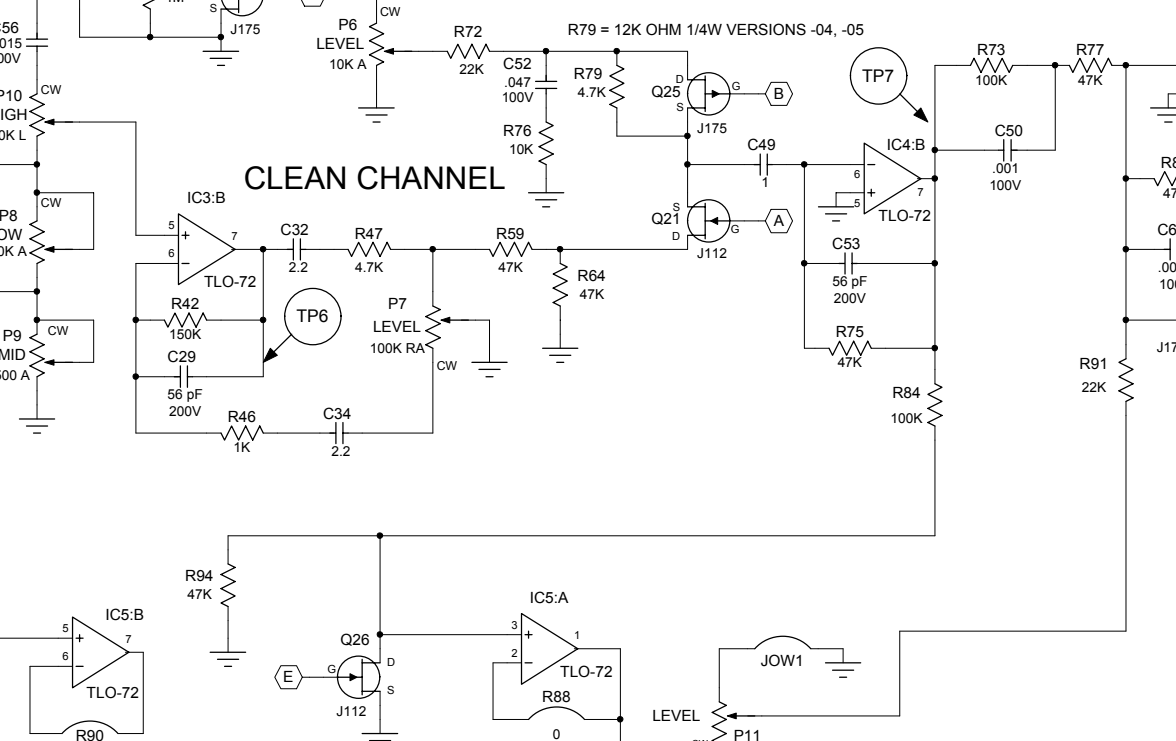 1M
S
J175
CW
P6
LEVEL
10K A
R72
22K
R79 = 12K OHM 1/4W VERSIONS -04, -05
C52
.047
100V
R79
4.7K
D
Q25
S
G
B
J175
R76
10K
TP7
R73
100K
R77
47K
C50
.001
100V
C56
CW
P10
CLEAN CHANNEL
C49
1
IC4:B
6
5
7
−
+
TLO-72
CW
P8
IC3:B
5
+
6
−
7
TLO-72
C32
2.2
R47
4.7K
R59
47K
R64
47K
S
Q21
D
G
A
J112
C53
56 pF
200V
R42
150K
TP6
P7
LEVEL
100K RA
CW
CW
P9
MID
C29
56 pF
200V
R75
47K
R91
22K
R46
1K
C34
2.2
R84
100K
R94
47K
IC5:B
5
+
6
−
7
TLO-72
R90
Q26
E
G
D
S
J112
IC5:A
3
+
2
−
1
TLO-72
R88
0
JOW1
LEVEL
P11